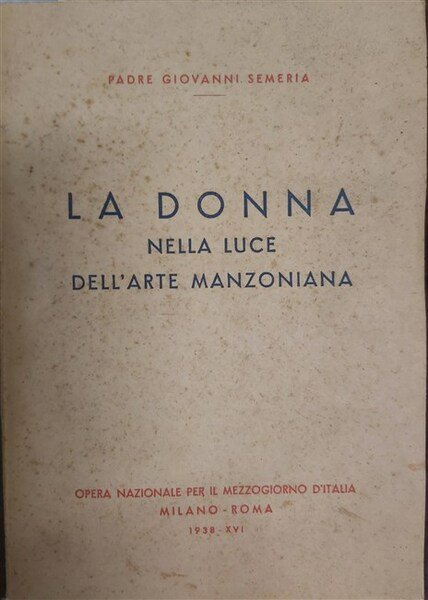 PADRE GIOVANNI SEMERIA
LA DONNA
NELLA LUCE
DELL'ARTE MANZONIANA
OPERA NAZIONALE PER IL MEZZOGIORNO D'ITALIA
MILANO - ROMA
1938 - XVI